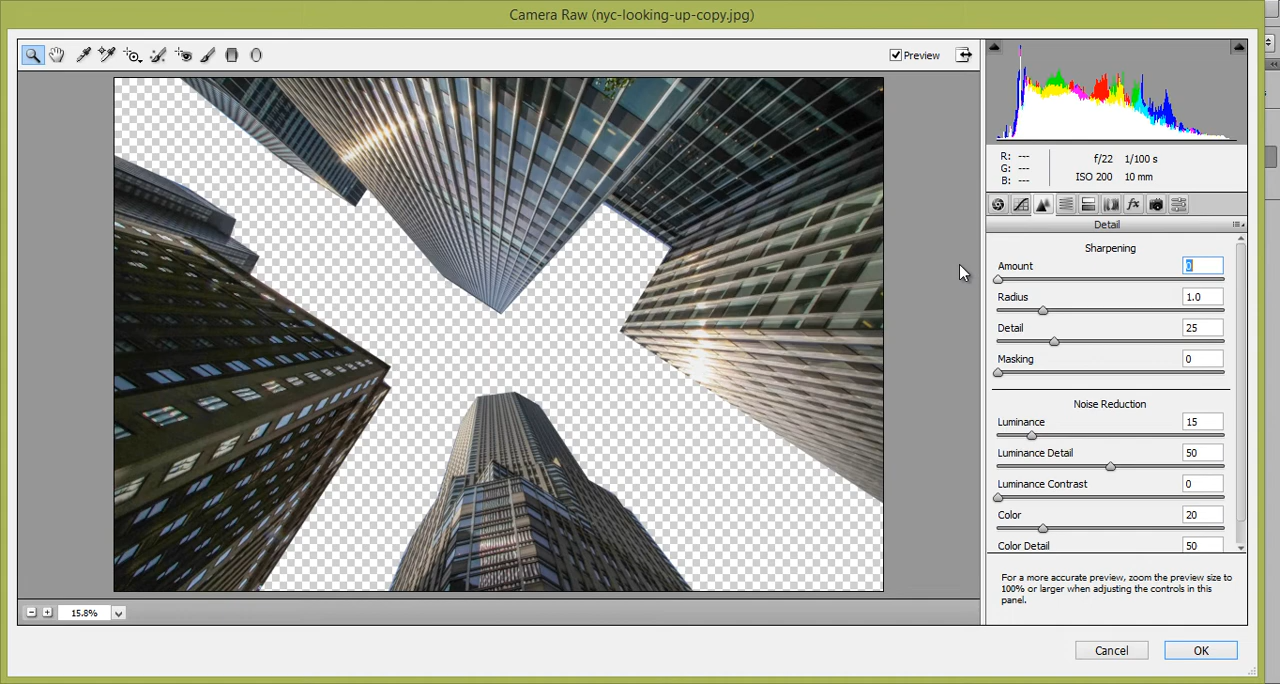 Camera Raw (nyc-looking-up-copy.jpg)
Preview
R: ---
G: ---
B: ---
f/22 1/100 s
ISO 200 10 mm
fx
Detail
Sharpening
Amount 0
Radius 1.0
Detail 25
Masking 0
Noise Reduction
Luminance 15
Luminance Detail 50
Luminance Contrast 0
Color 20
Color Detail 50
For a more accurate preview, zoom the preview size to
100% or larger when adjusting the controls in this
panel.
15.8%
Cancel OK